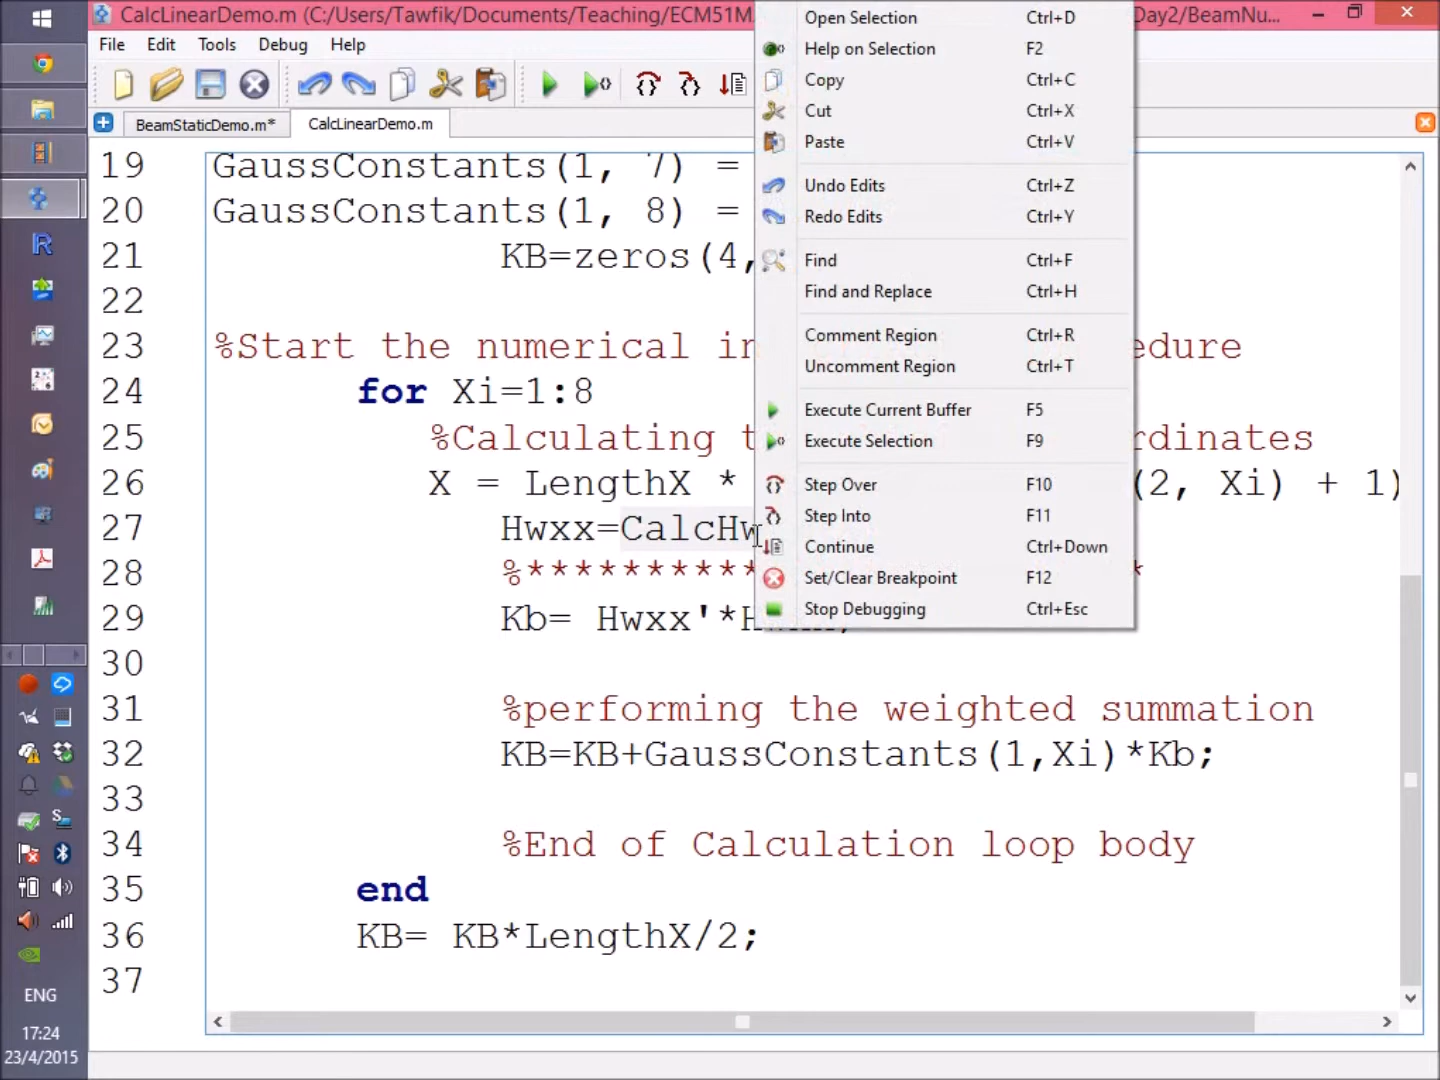 CalcLinearDemo.m (C:/Users/Tawfik/Documents/Teaching/ECM51M
Day2/BeamNu...
File Edit Tools Debug Help
BeamStaticDemo.m* CalcLinearDemo.m
Open Selection Ctrl+D
Help on Selection F2
Copy Ctrl+C
Cut Ctrl+X
Paste Ctrl+V
Undo Edits Ctrl+Z
Redo Edits Ctrl+Y
Find Ctrl+F
Find and Replace Ctrl+H
Comment Region Ctrl+R
Uncomment Region Ctrl+T
Execute Current Buffer F5
Execute Selection F9
Step Over F10
Step Into F11
Continue Ctrl+Down
Set/Clear Breakpoint F12
Stop Debugging Ctrl+Esc
19 GaussConstants(1, 7) =
20 GaussConstants(1, 8) =
21 KB=zeros(4,
22
23 %Start the numerical in edure
24 for Xi=1:8
25 %Calculating t rdinates
26 X = LengthX * (2, Xi) + 1)
27 Hwxx=CalcHw
28 %********** *
29 Kb= Hwxx'*H
30
31 %performing the weighted summation
32 KB=KB+GaussConstants(1,Xi)*Kb;
33
34 %End of Calculation loop body
35 end
36 KB= KB*LengthX/2;
37
ENG
17:24
23/4/2015